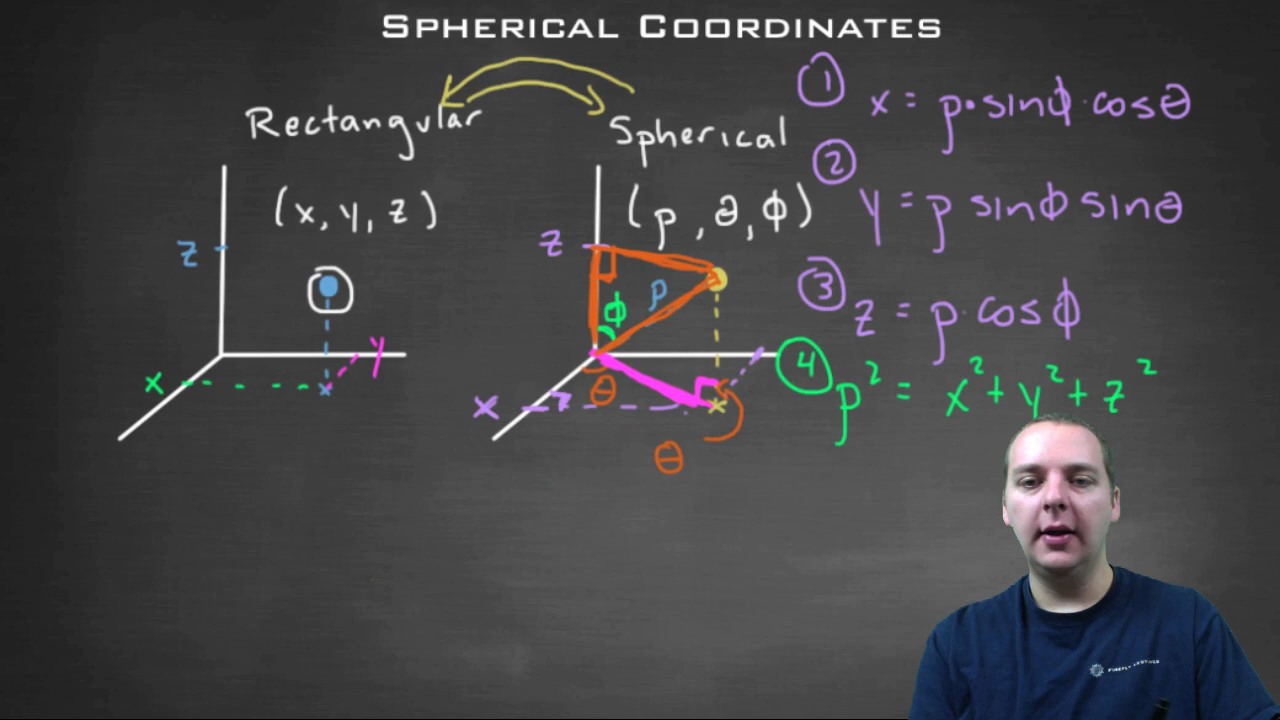 SPHERICAL COORDINATES
Rectangular
(x, y, z)
z
x
y
Spherical
(ρ, θ, φ)
z
φ
ρ
x
θ
θ
1 x = ρ·sinφ·cosθ
2 y = ρ sinφ sinθ
3 z = ρ·cosφ
4 ρ² = x² + y² + z²